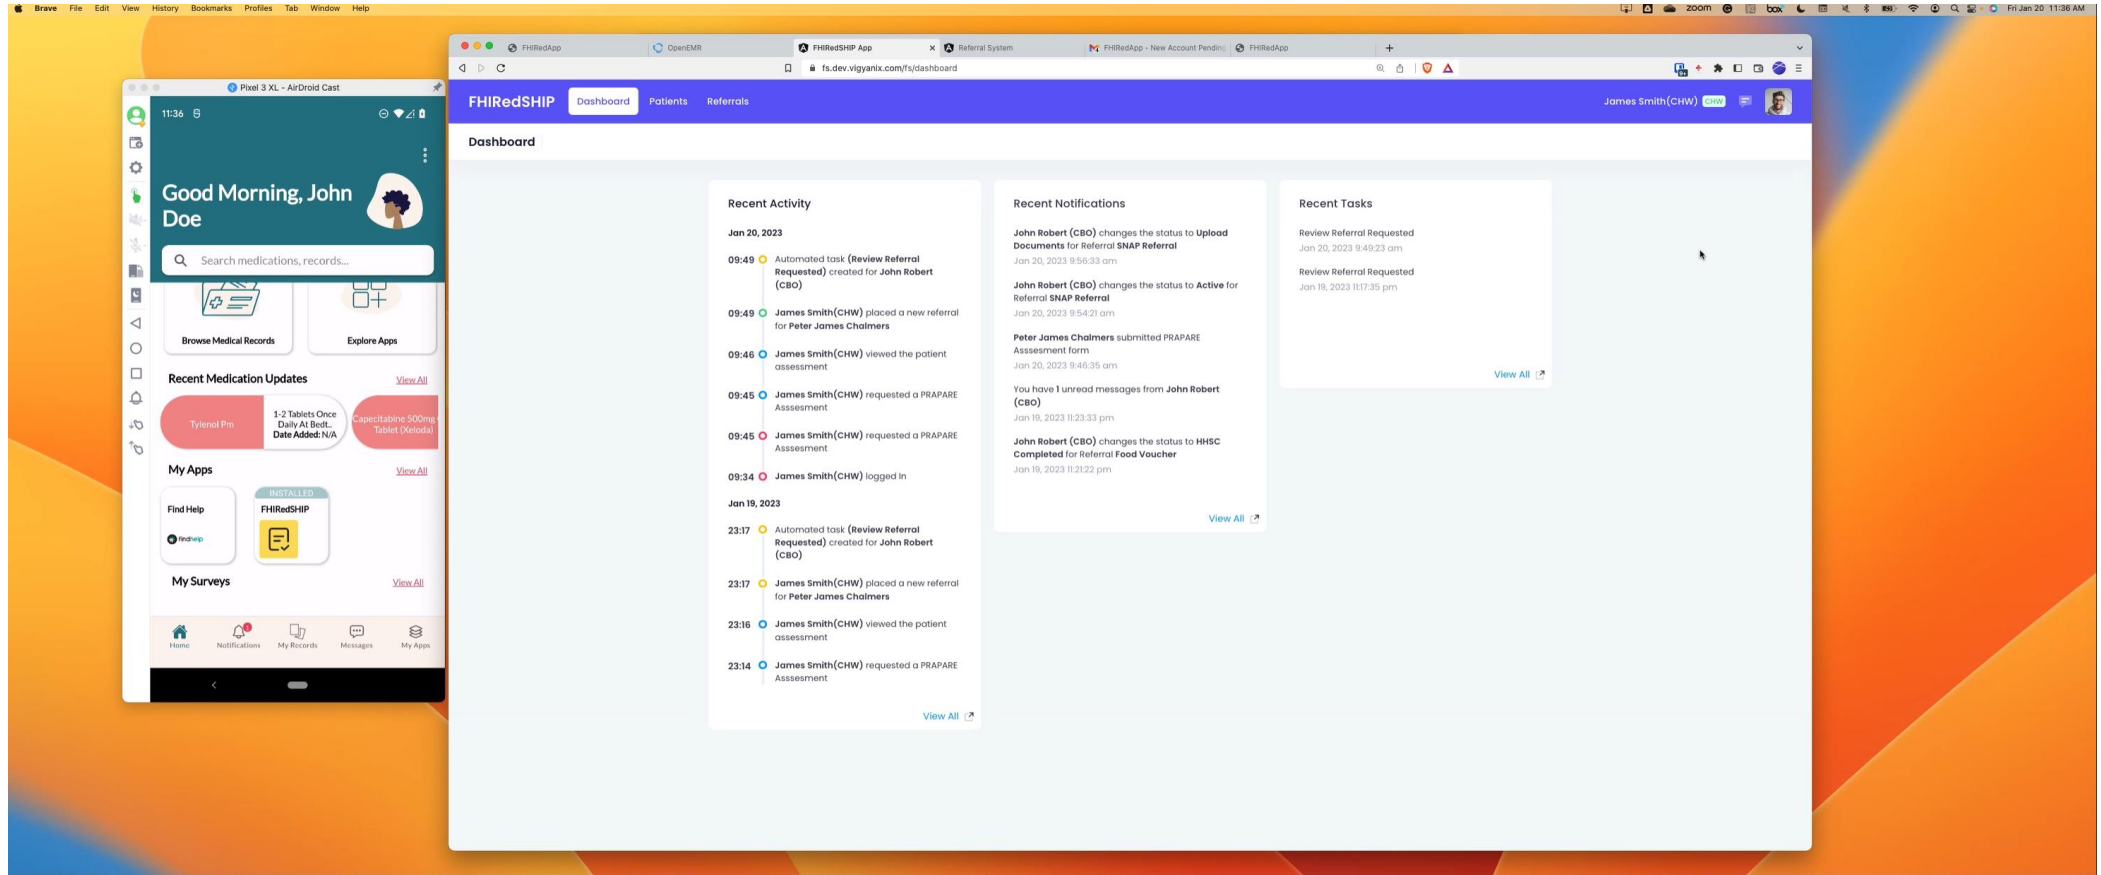 Brave File Edit View History Bookmarks Profiles Tab Window Help
zoom
box
Fri Jan 20 11:36 AM
Pixel 3 XL - AirDroid Cast
11:36
Good Morning, John
Doe
Search medications, records...
Browse Medical Records
Explore Apps
Recent Medication Updates
View All
Tylenol Pm
1-2 Tablets Once
Daily At Bedt..
Date Added: N/A
Capecitabine 500mg
Tablet (Xeloda)
My Apps
View All
Find Help
findhelp
INSTALLED
FHIRedSHIP
My Surveys
View All
Home
Notifications
My Records
Messages
My Apps
FHIRedApp
OpenEMR
FHIRedSHIP App
Referral System
FHIRedApp - New Account Pending
FHIRedApp
fs.dev.vigyanix.com/fs/dashboard
FHIRedSHIP
Dashboard
Patients
Referrals
James Smith(CHW) CHW
Dashboard
Recent Activity
Jan 20, 2023
09:49 Automated task (Review Referral
Requested) created for John Robert
(CBO)
09:49 James Smith(CHW) placed a new referral
for Peter James Chalmers
09:46 James Smith(CHW) viewed the patient
assessment
09:45 James Smith(CHW) requested a PRAPARE
Asssesment
09:45 James Smith(CHW) requested a PRAPARE
Asssesment
09:34 James Smith(CHW) logged in
Jan 19, 2023
23:17 Automated task (Review Referral
Requested) created for John Robert
(CBO)
23:17 James Smith(CHW) placed a new referral
for Peter James Chalmers
23:16 James Smith(CHW) viewed the patient
assessment
23:14 James Smith(CHW) requested a PRAPARE
Asssesment
View All
Recent Notifications
John Robert (CBO) changes the status to Upload
Documents for Referral SNAP Referral
Jan 20, 2023 9:56:33 am
John Robert (CBO) changes the status to Active for
Referral SNAP Referral
Jan 20, 2023 9:54:21 am
Peter James Chalmers submitted PRAPARE
Asssesment form
Jan 20, 2023 9:46:35 am
You have 1 unread messages from John Robert
(CBO)
Jan 19, 2023 11:23:33 pm
John Robert (CBO) changes the status to HHSC
Completed for Referral Food Voucher
Jan 19, 2023 11:21:22 pm
View All
Recent Tasks
Review Referral Requested
Jan 20, 2023 9:49:23 am
Review Referral Requested
Jan 19, 2023 11:17:35 pm
View All